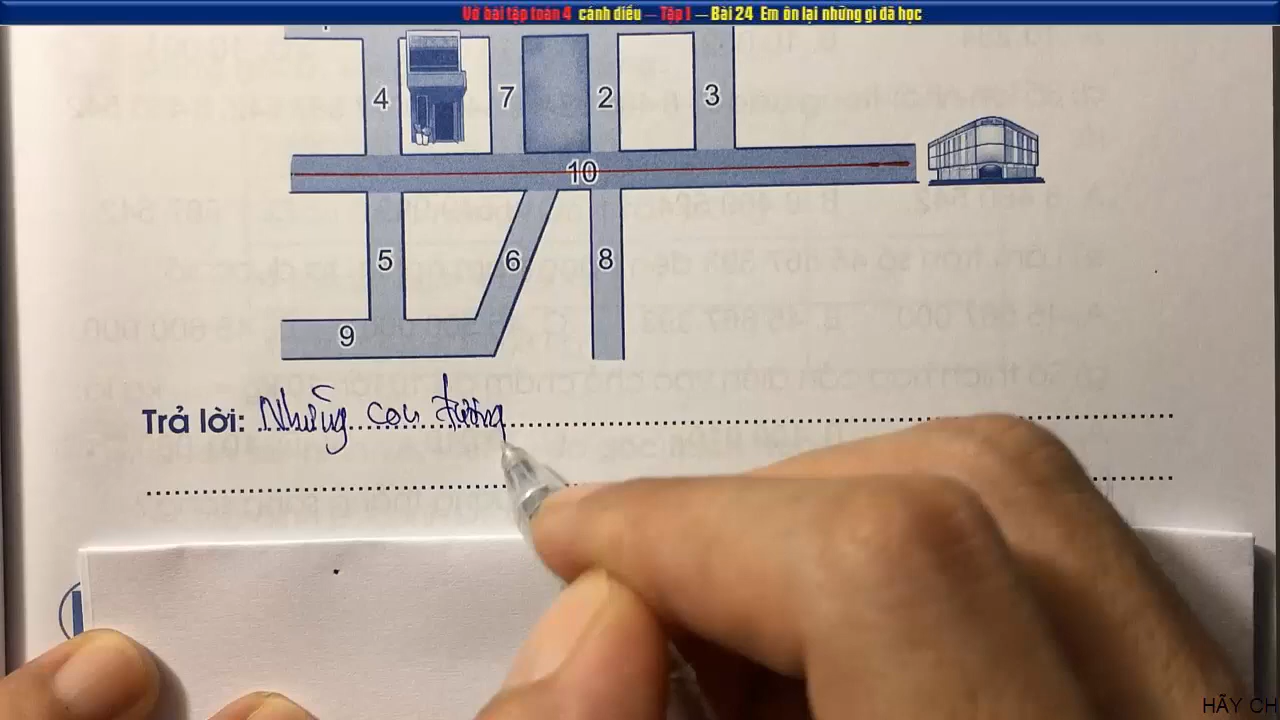 Vở bài tập toán 4 cánh diều – Tập 1 – Bài 24 Em ôn lại những gì đã học
4 7 2 3
10
5 6 8
9
Trả lời: Những con đường
HÃY CH